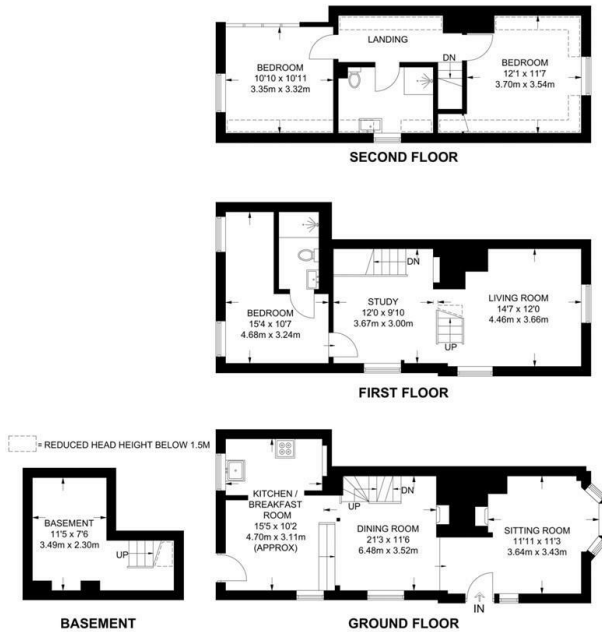 LANDING
BEDROOM
10'10 x 10'11
3.35m x 3.32m
DN
BEDROOM
12'1 x 11'7
3.70m x 3.54m
SECOND FLOOR
DN
BEDROOM
15'4 x 10'7
4.68m x 3.24m
STUDY
12'0 x 9'10
3.67m x 3.00m
LIVING ROOM
14'7 x 12'0
4.46m x 3.66m
UP
FIRST FLOOR
= REDUCED HEAD HEIGHT BELOW 1.5M
BASEMENT
11'5 x 7'6
3.49m x 2.30m
UP
BASEMENT
KITCHEN /
BREAKFAST
ROOM
15'5 x 10'2
4.70m x 3.11m
(APPROX)
UP
DN
DINING ROOM
21'3 x 11'6
6.48m x 3.52m
SITTING ROOM
11'11 x 11'3
3.64m x 3.43m
IN
GROUND FLOOR